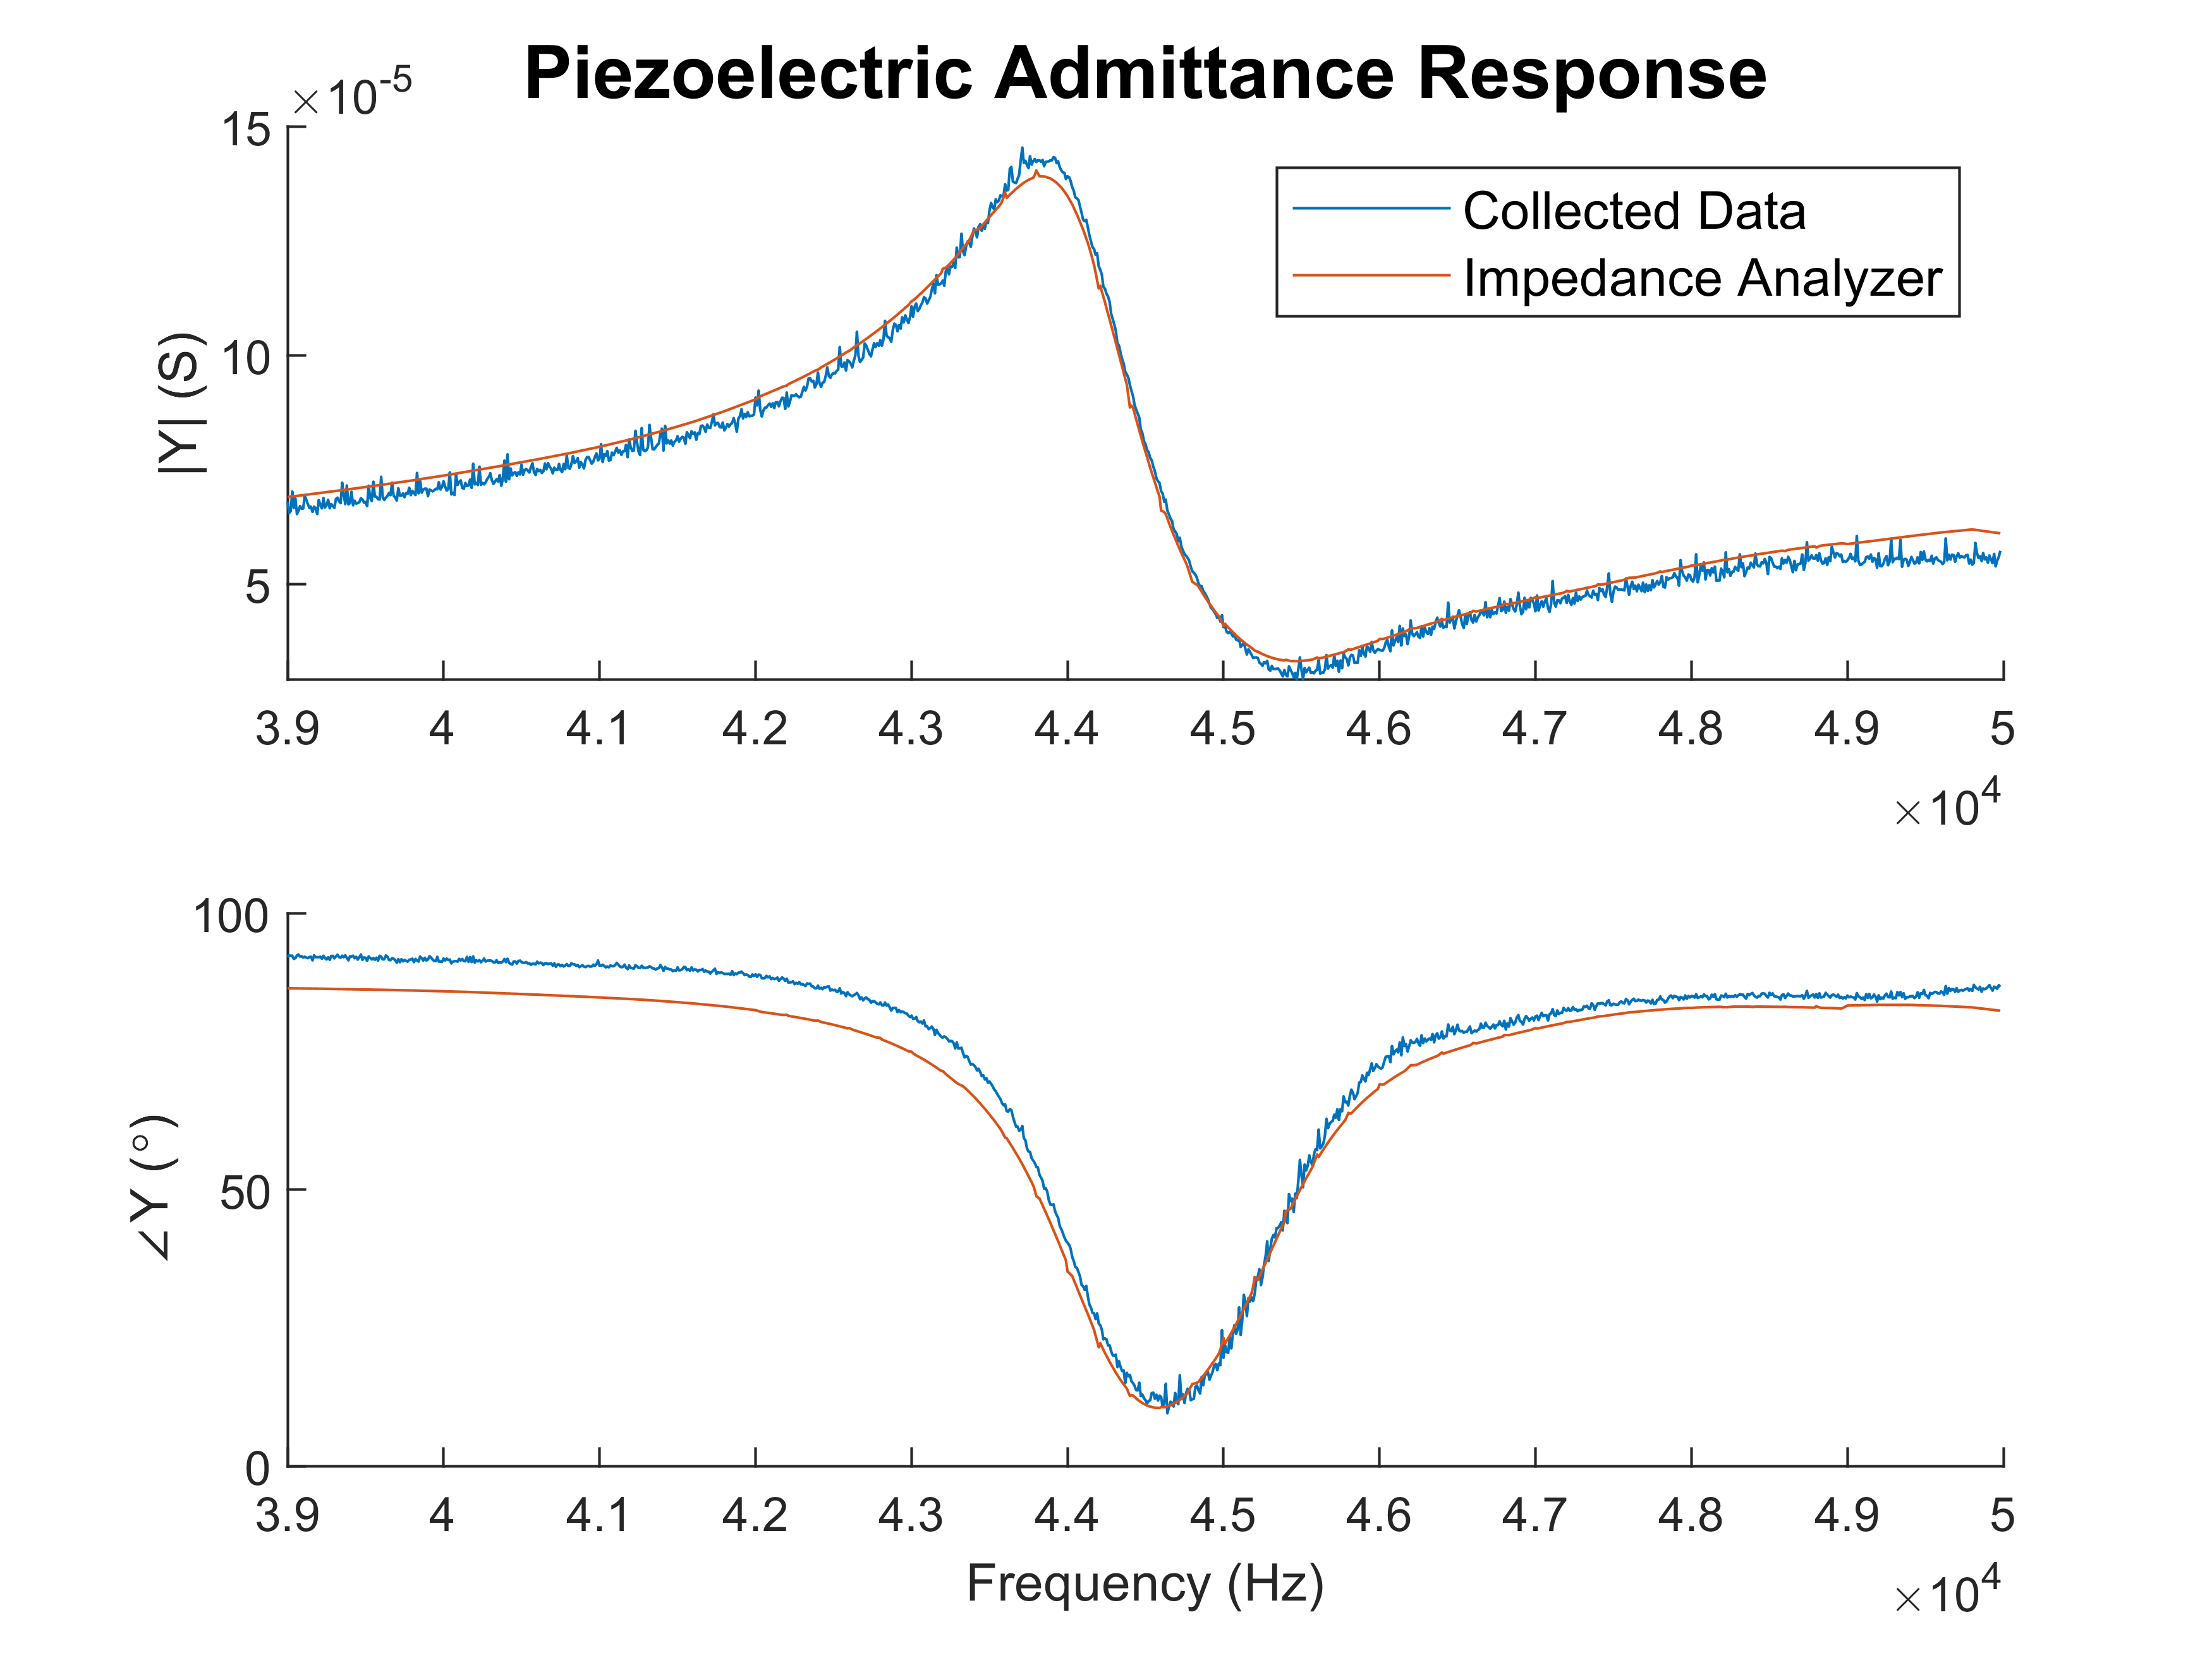 Piezoelectric Admittance Response
×10-5
15
10
5
|Y| (S)
Collected Data
Impedance Analyzer
3.9 4 4.1 4.2 4.3 4.4 4.5 4.6 4.7 4.8 4.9 5
×104
100
50
0
∠Y (°)
3.9 4 4.1 4.2 4.3 4.4 4.5 4.6 4.7 4.8 4.9 5
Frequency (Hz)
×104